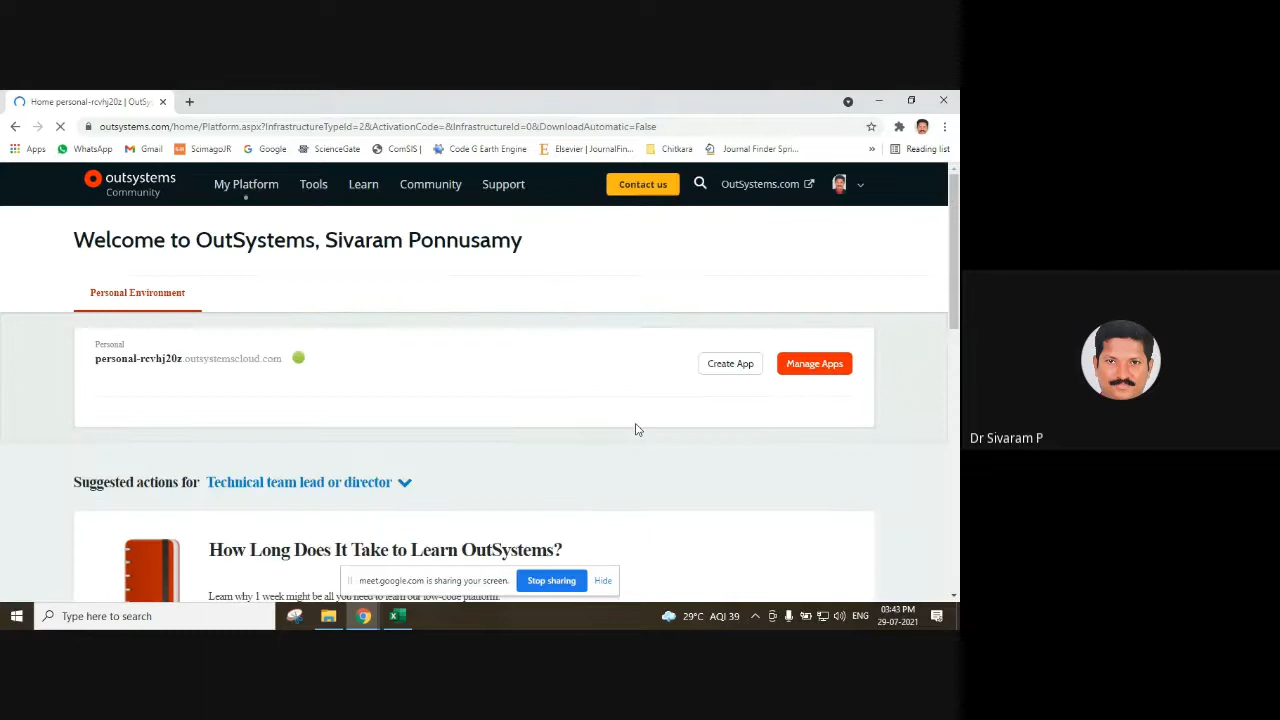 Home personal-rcvhj20z | OutSy
outsystems.com/home/Platform.aspx?InfrastructureTypeId=2&ActivationCode=&InfrastructureId=0&DownloadAutomatic=False
Apps WhatsApp Gmail ScimagoJR Google ScienceGate ComSIS | Code G Earth Engine Elsevier | JournalFin... Chitkara Journal Finder Spri... » Reading list
outsystems
Community
My Platform Tools Learn Community Support Contact us OutSystems.com
Welcome to OutSystems, Sivaram Ponnusamy
Personal Environment
Personal
personal-rcvhj20z.outsystemscloud.com
Create App Manage Apps
Dr Sivaram P
Suggested actions for Technical team lead or director
How Long Does It Take to Learn OutSystems?
meet.google.com is sharing your screen. Stop sharing Hide
Learn why 1 week might be all you need to learn our low-code platform.
Type here to search
29°C AQI 39 ENG
03:43 PM
29-07-2021